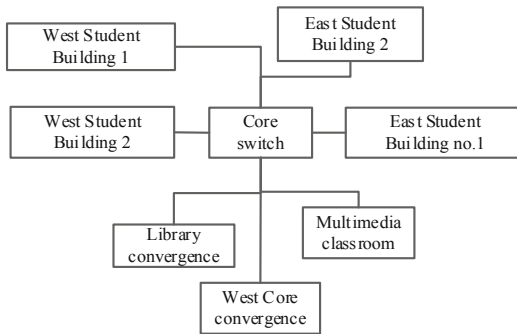 West Student
Building 1
East Student
Building 2
West Student
Building 2
Core
switch
East Student
Building no.1
Library
convergence
Multimedia
classroom
West Core
convergence